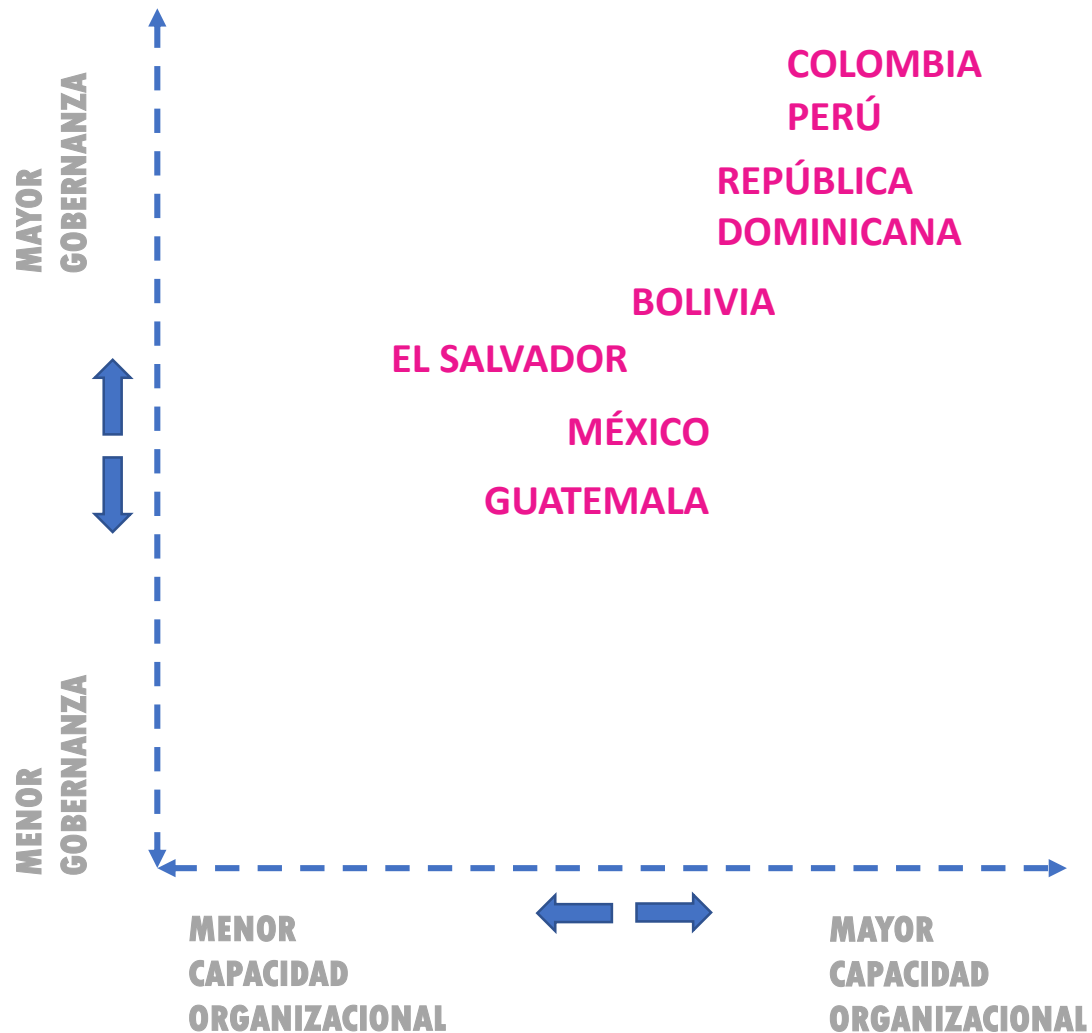 MAYOR
GOBERNANZA
COLOMBIA
PERÚ
REPÚBLICA
DOMINICANA
BOLIVIA
EL SALVADOR
MÉXICO
GUATEMALA
MENOR
GOBERNANZA
MENOR
CAPACIDAD
ORGANIZACIONAL
MAYOR
CAPACIDAD
ORGANIZACIONAL